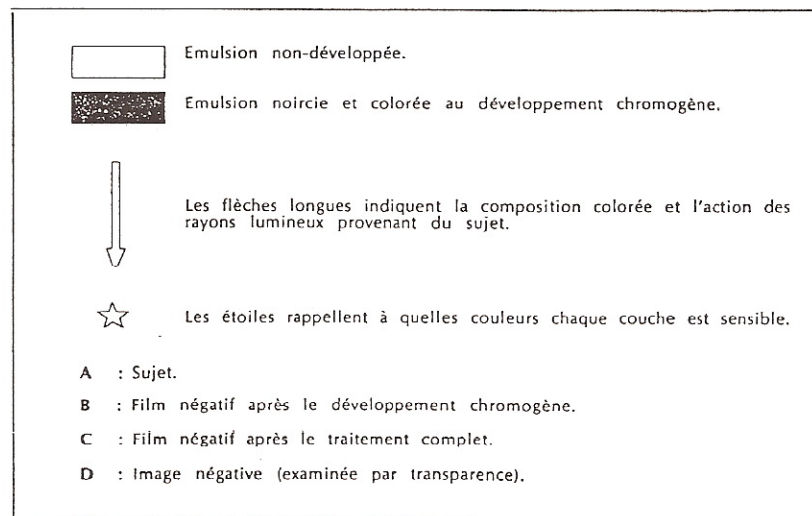 Emulsion non-développée.
Emulsion noircie et colorée au développement chromogène.
Les flèches longues indiquent la composition colorée et l'action des
rayons lumineux provenant du sujet.
Les étoiles rappellent à quelles couleurs chaque couche est sensible.
A : Sujet.
B : Film négatif après le développement chromogène.
C : Film négatif après le traitement complet.
D : Image négative (examinée par transparence).